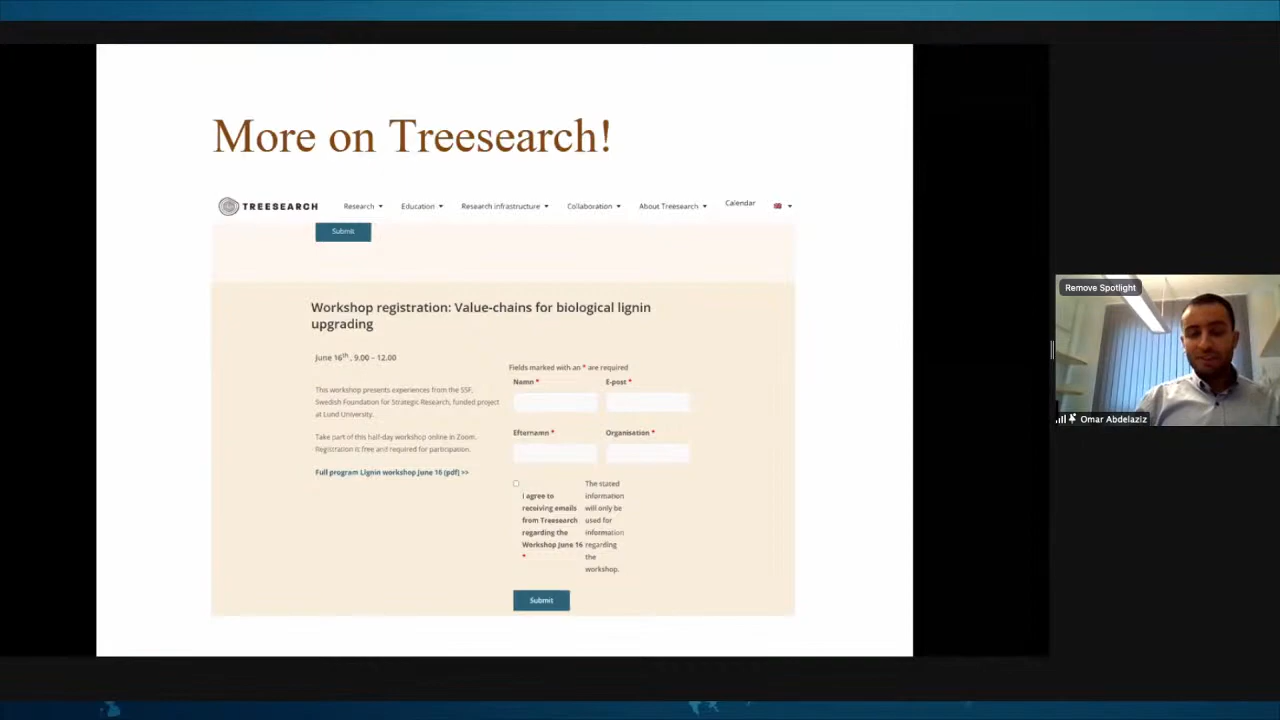 More on Treesearch!
TREESEARCH Research Education Research infrastructure Collaboration About Treesearch Calendar
Submit
Workshop registration: Value-chains for biological lignin
upgrading
June 16th, 9.00 – 12.00
This workshop presents experiences from the SSF,
Swedish Foundation for Strategic Research, funded project
at Lund University.
Take part of this half-day workshop online in Zoom.
Registration is free and required for participation.
Full program Lignin workshop June 16 (pdf) >>
Fields marked with an * are required
Namn * E-post *
Efternamn * Organisation *
I agree to
receiving emails
from Treesearch
regarding the
Workshop June 16
*
The stated
information
will only be
used for
information
regarding
the
workshop.
Submit
Remove Spotlight
Omar Abdelaziz